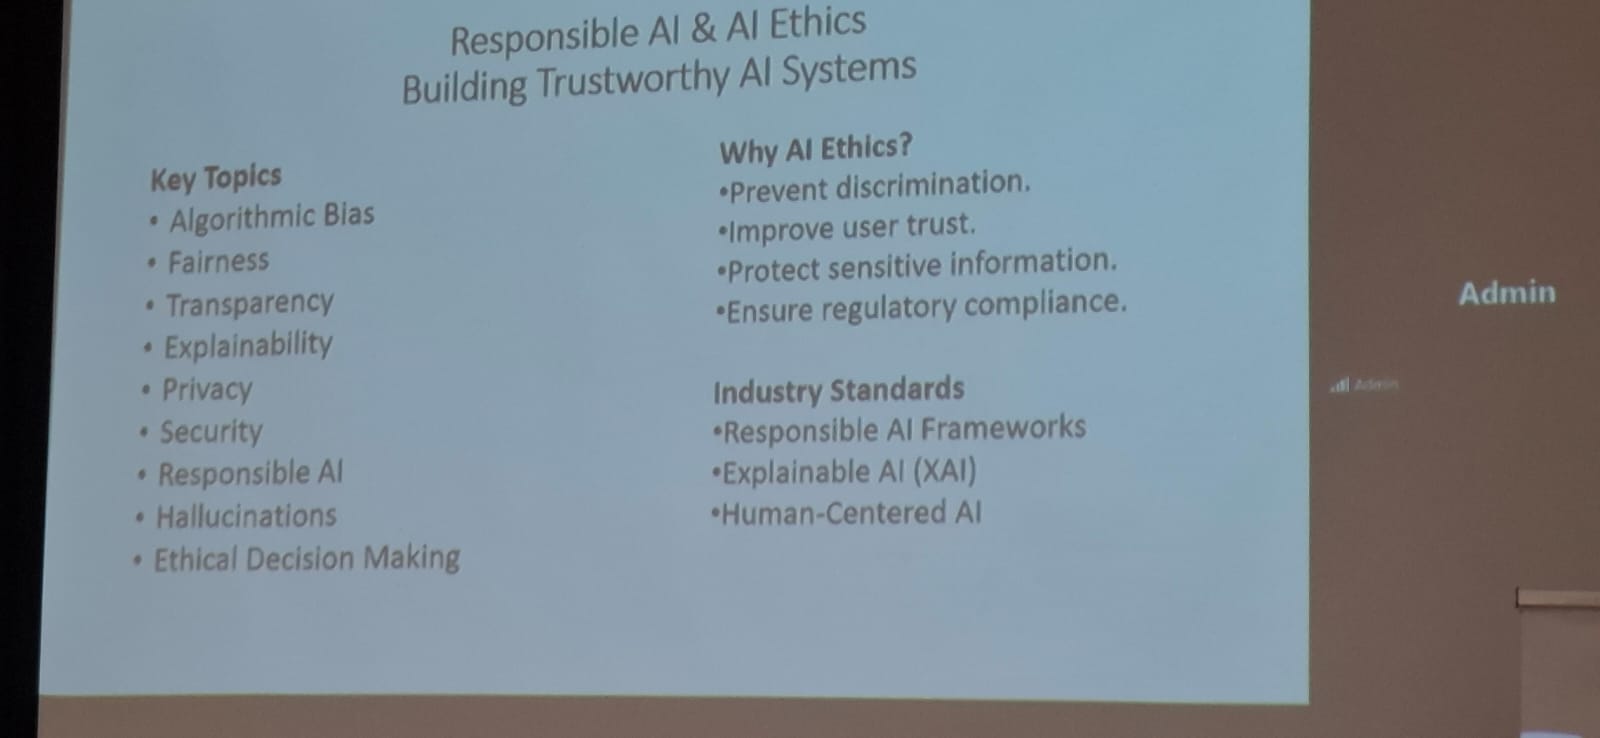 Responsible AI & AI Ethics
Building Trustworthy AI Systems
Key Topics
• Algorithmic Bias
• Fairness
• Transparency
• Explainability
• Privacy
• Security
• Responsible AI
• Hallucinations
• Ethical Decision Making
Why AI Ethics?
•Prevent discrimination.
•Improve user trust.
•Protect sensitive information.
•Ensure regulatory compliance.
Industry Standards
•Responsible AI Frameworks
•Explainable AI (XAI)
•Human-Centered AI
Admin
Admin